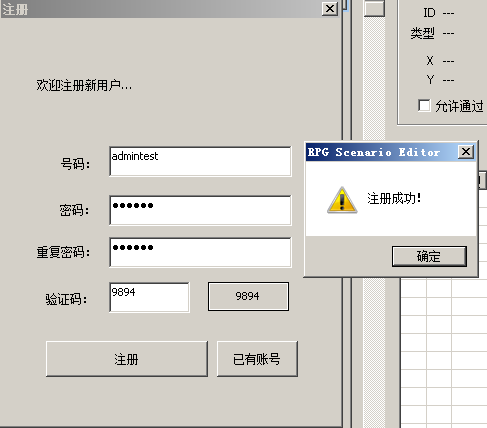 注册
ID ---
类型 ---
X ---
Y ---
允许通过
欢迎注册新用户...
号码： admintest
密码： ●●●●●●
重复密码： ●●●●●●
验证码： 9894 9894
注册 已有账号
RPG Scenario Editor
注册成功！
确定